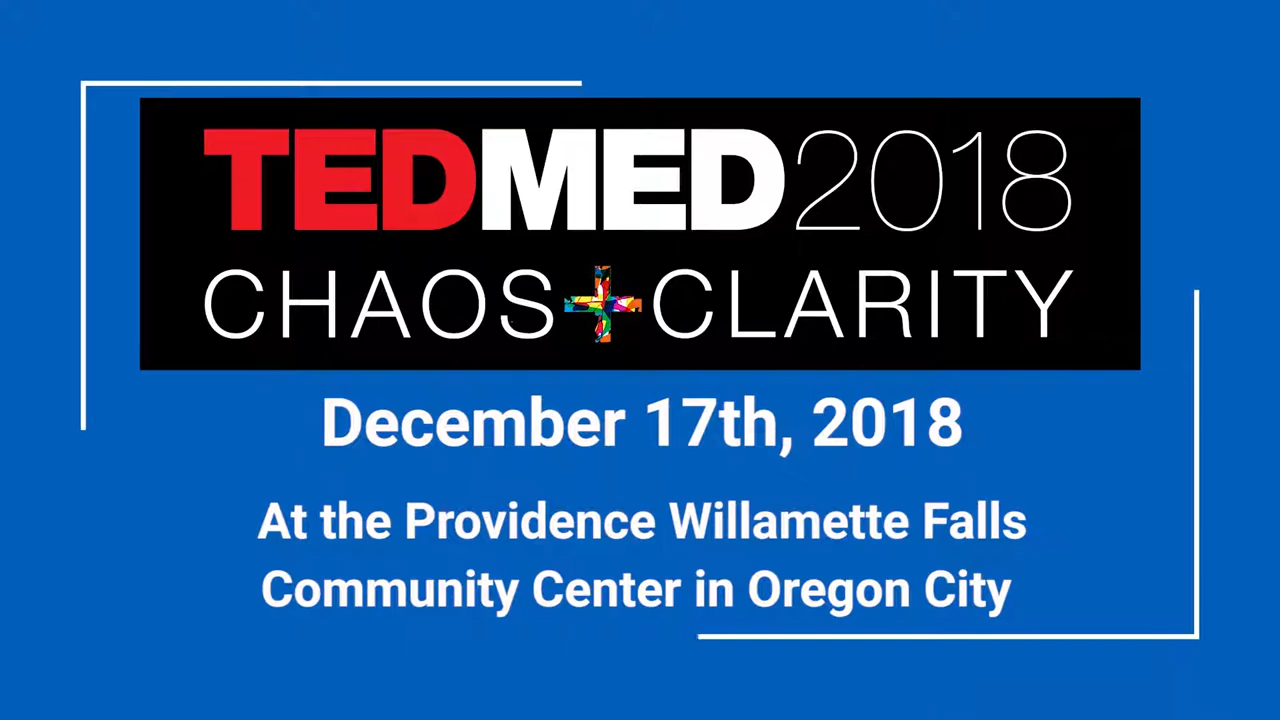 TEDMED2018
CHAOS+CLARITY
December 17th, 2018
At the Providence Willamette Falls
Community Center in Oregon City